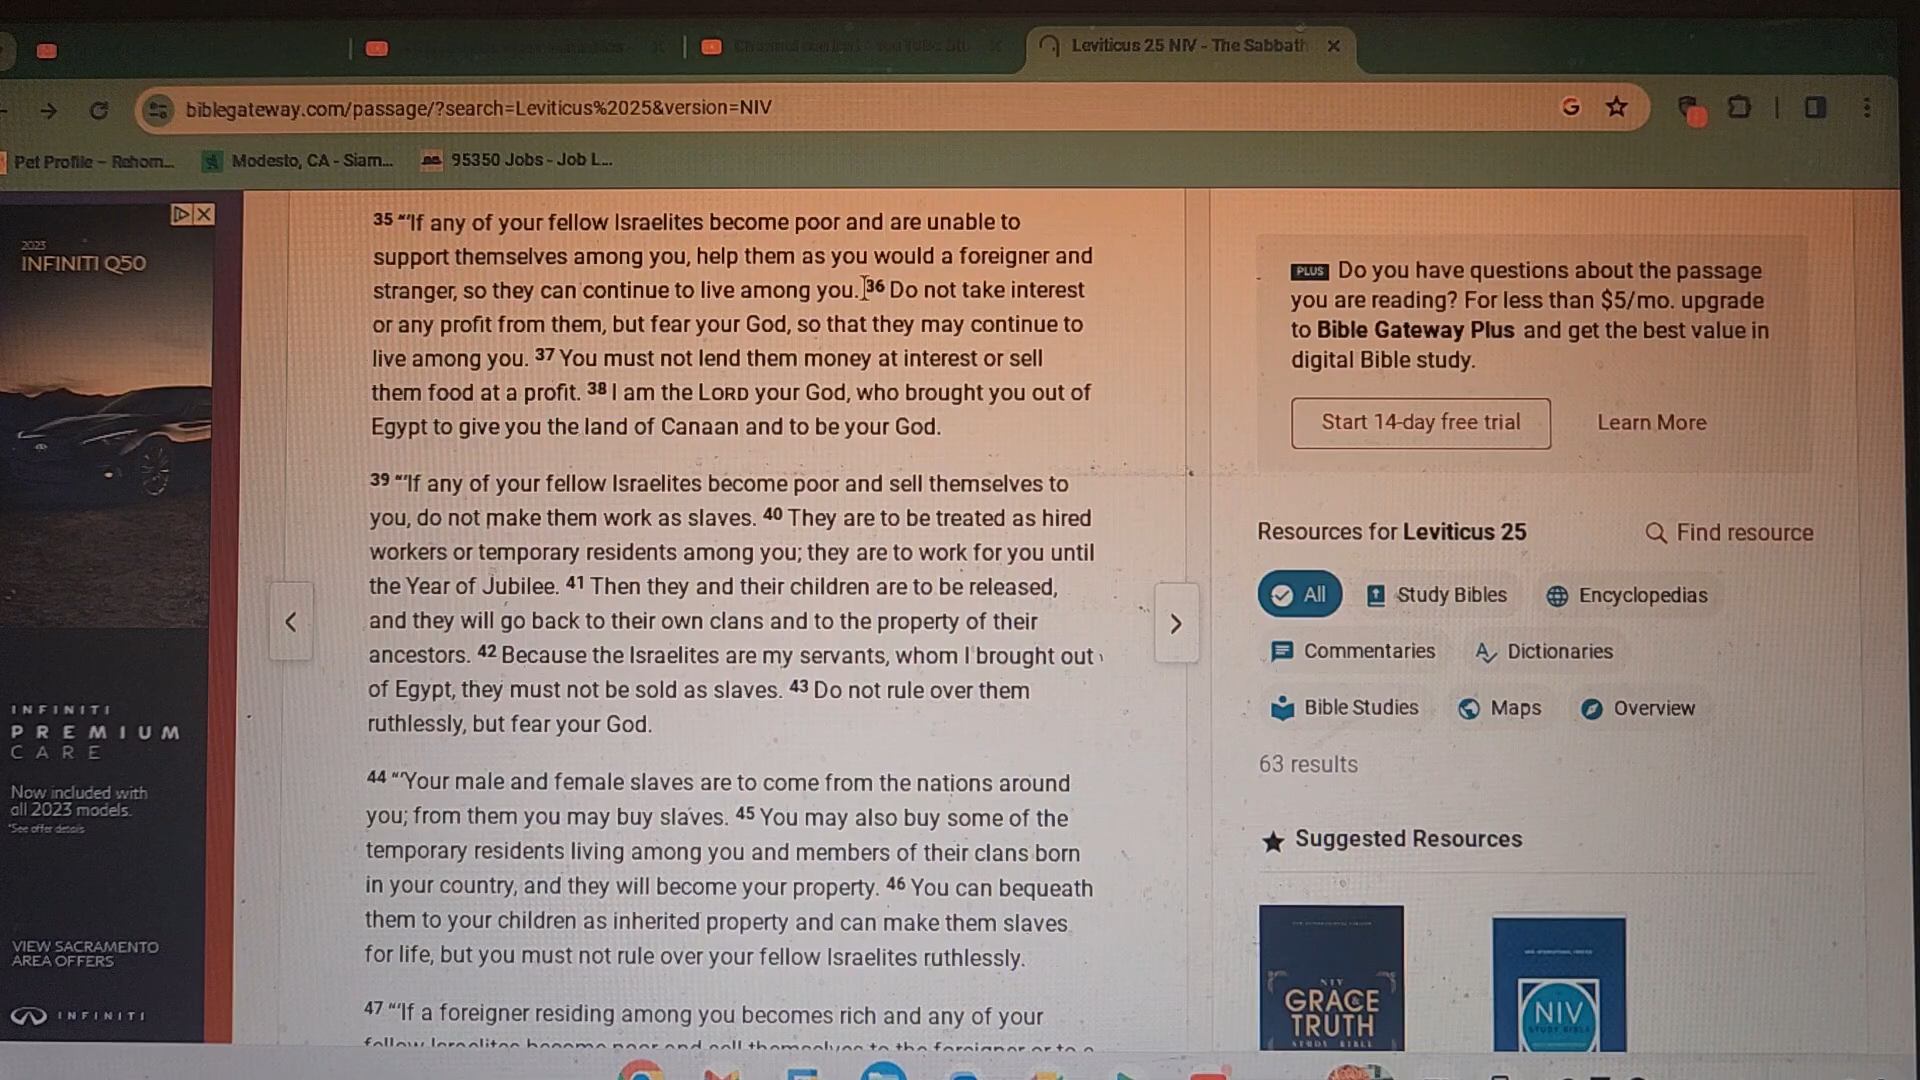 Leviticus 25 NIV - The Sabbath
biblegateway.com/passage/?search=Leviticus%2025&version=NIV
Pet Profile – Rehom...
Modesto, CA - Siam...
95350 Jobs - Job L...
2023
INFINITI Q50
INFINITI
PREMIUM
CARE
Now included with
all 2023 models.
*See offer details
VIEW SACRAMENTO
AREA OFFERS
INFINITI
35 “‘If any of your fellow Israelites become poor and are unable to
support themselves among you, help them as you would a foreigner and
stranger, so they can continue to live among you. 36 Do not take interest
or any profit from them, but fear your God, so that they may continue to
live among you. 37 You must not lend them money at interest or sell
them food at a profit. 38 I am the LORD your God, who brought you out of
Egypt to give you the land of Canaan and to be your God.
39 “‘If any of your fellow Israelites become poor and sell themselves to
you, do not make them work as slaves. 40 They are to be treated as hired
workers or temporary residents among you; they are to work for you until
the Year of Jubilee. 41 Then they and their children are to be released,
and they will go back to their own clans and to the property of their
ancestors. 42 Because the Israelites are my servants, whom I brought out
of Egypt, they must not be sold as slaves. 43 Do not rule over them
ruthlessly, but fear your God.
44 “‘Your male and female slaves are to come from the nations around
you; from them you may buy slaves. 45 You may also buy some of the
temporary residents living among you and members of their clans born
in your country, and they will become your property. 46 You can bequeath
them to your children as inherited property and can make them slaves
for life, but you must not rule over your fellow Israelites ruthlessly.
47 “‘If a foreigner residing among you becomes rich and any of your
fellow Israelites become poor and sell themselves to the foreigner or to a
PLUS Do you have questions about the passage
you are reading? For less than $5/mo. upgrade
to Bible Gateway Plus and get the best value in
digital Bible study.
Start 14-day free trial
Learn More
Resources for Leviticus 25
Find resource
All
Study Bibles
Encyclopedias
Commentaries
Dictionaries
Bible Studies
Maps
Overview
63 results
Suggested Resources
NIV
GRACE
TRUTH
STUDY BIBLE
NIV
STUDY BIBLE